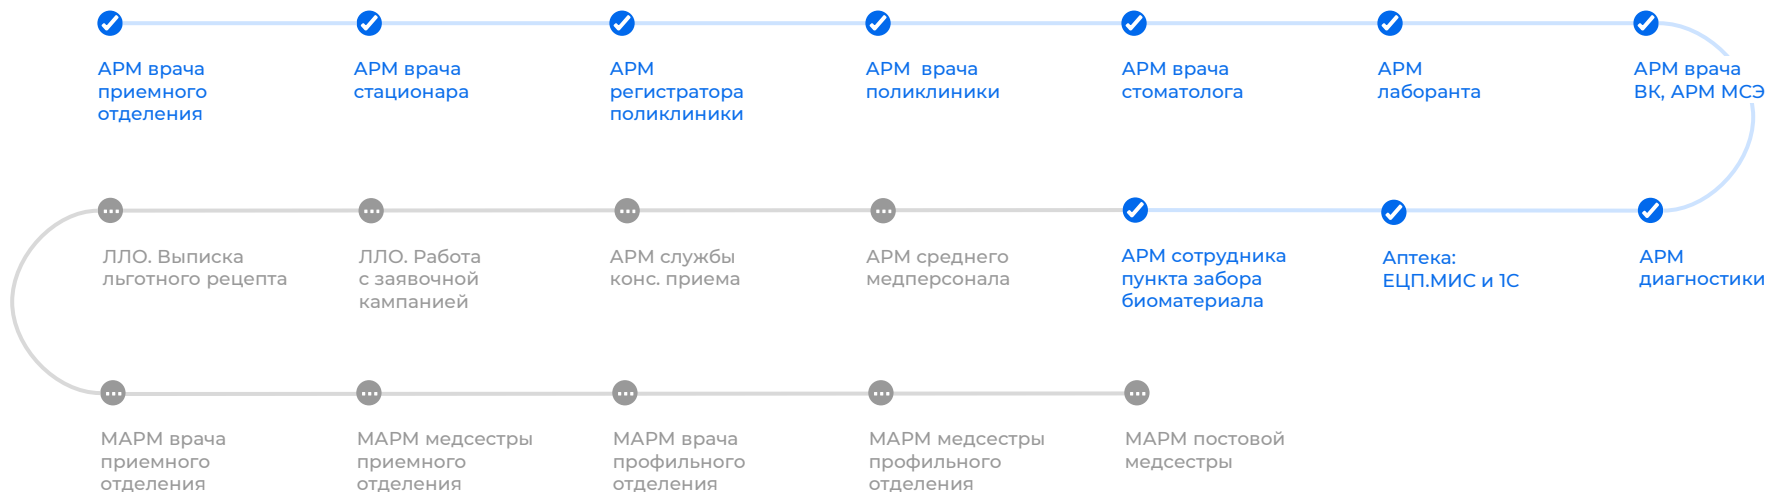 АРМ врача
приемного
отделения
АРМ врача
стационара
АРМ
регистратора
поликлиники
АРМ  врача
поликлиники
АРМ врача
стоматолога
АРМ
лаборанта
АРМ врача
ВК, АРМ МСЭ
ЛЛО. Выписка
льготного рецепта
ЛЛО. Работа
с заявочной
кампанией
АРМ службы
конс. приема
АРМ среднего
медперсонала
АРМ сотрудника
пункта забора
биоматериала
Аптека:
ЕЦП.МИС и 1С
АРМ
диагностики
МАРМ врача
приемного
отделения
МАРМ медсестры
приемного
отделения
МАРМ врача
профильного
отделения
МАРМ медсестры
профильного
отделения
МАРМ постовой
медсестры